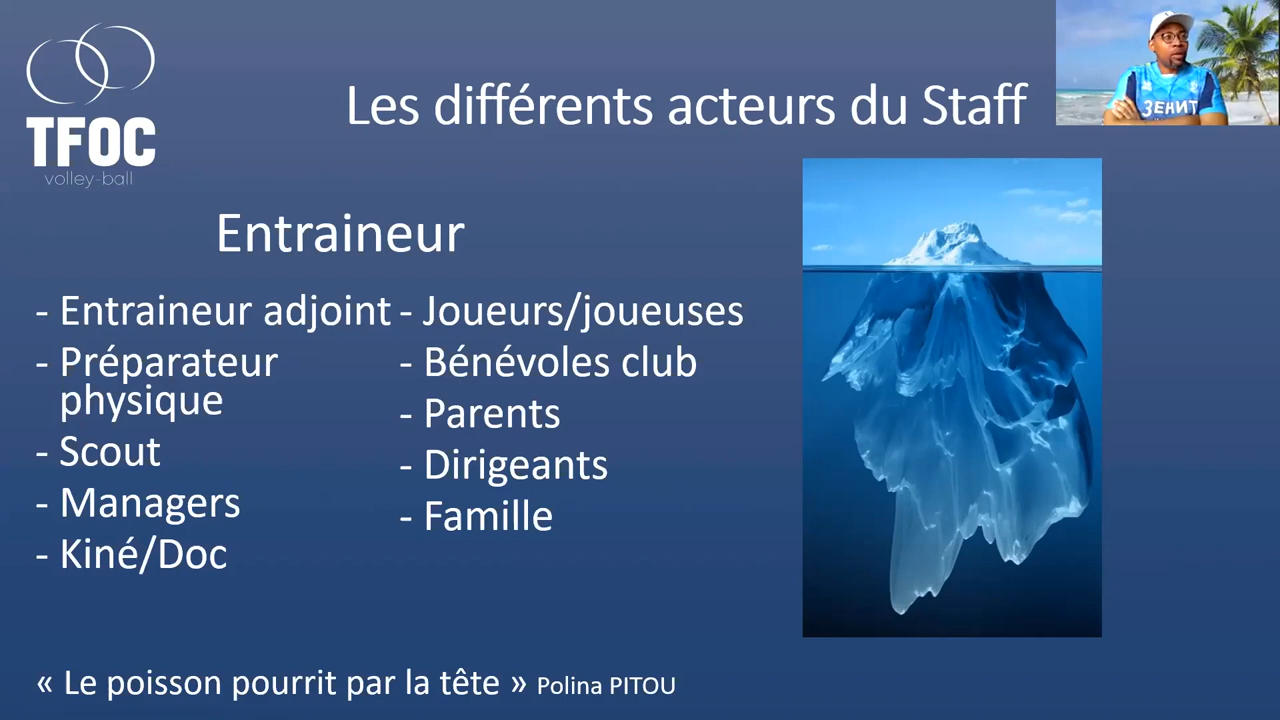 TFOC
volley-ball
Les différents acteurs du Staff
ЗЕНИТ
Entraineur
- Entraineur adjoint
- Préparateur
physique
- Scout
- Managers
- Kiné/Doc
- Joueurs/joueuses
- Bénévoles club
- Parents
- Dirigeants
- Famille
« Le poisson pourrit par la tête » Polina PITOU